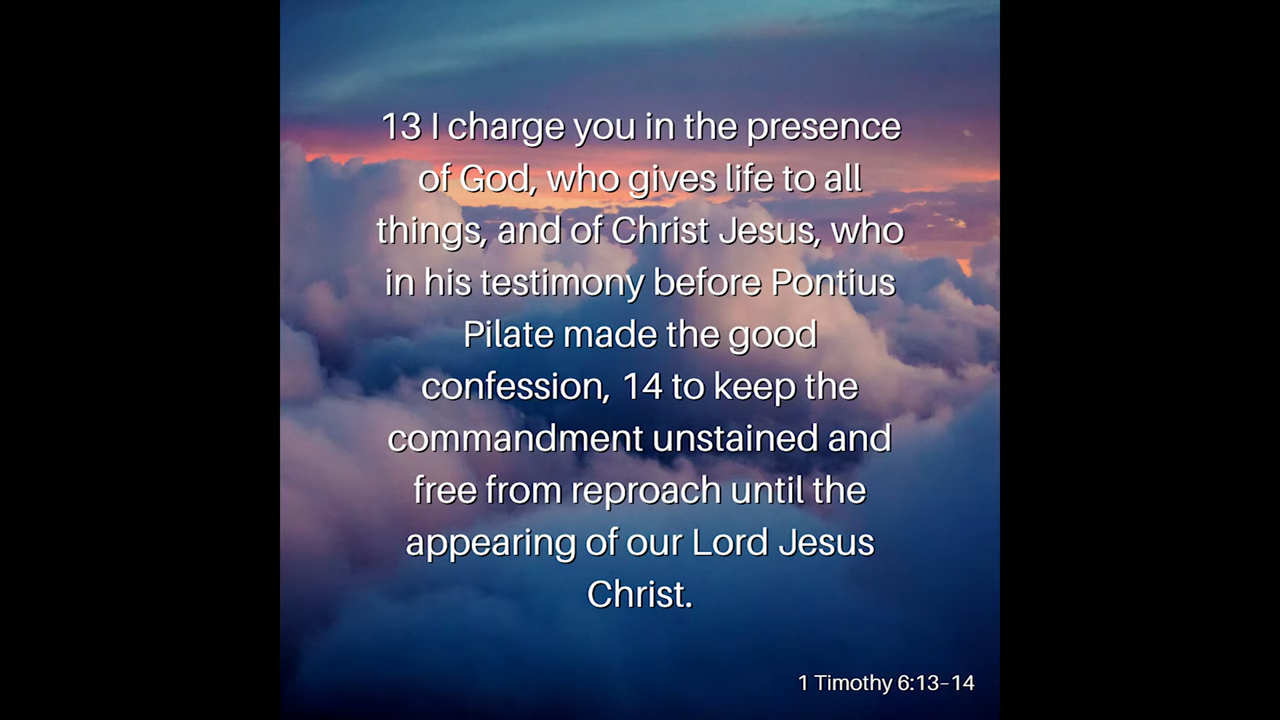 13 I charge you in the presence
of God, who gives life to all
things, and of Christ Jesus, who
in his testimony before Pontius
Pilate made the good
confession, 14 to keep the
commandment unstained and
free from reproach until the
appearing of our Lord Jesus
Christ.
1 Timothy 6:13–14